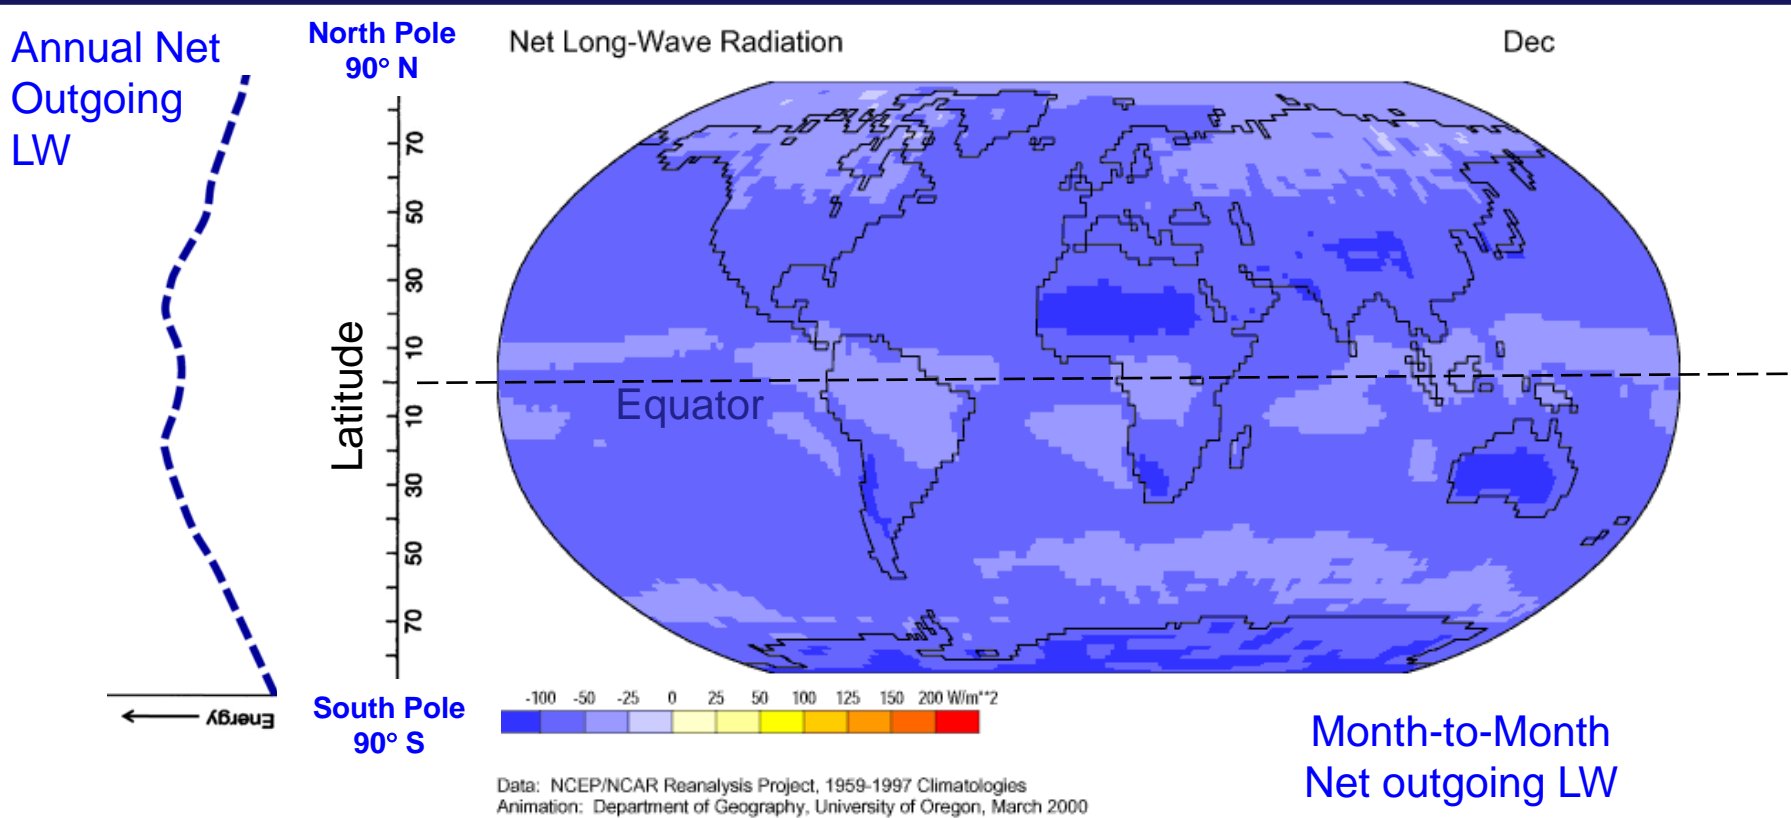 Annual Net
Outgoing
LW
North Pole
90° N
Net Long-Wave Radiation
Dec
70
50
30
10
10
30
50
70
Latitude
Equator
Energy
South Pole
90° S
-100 -50 -25 0 25 50 100 125 150 200 W/m**2
Month-to-Month
Net outgoing LW
Data: NCEP/NCAR Reanalysis Project, 1959-1997 Climatologies
Animation: Department of Geography, University of Oregon, March 2000